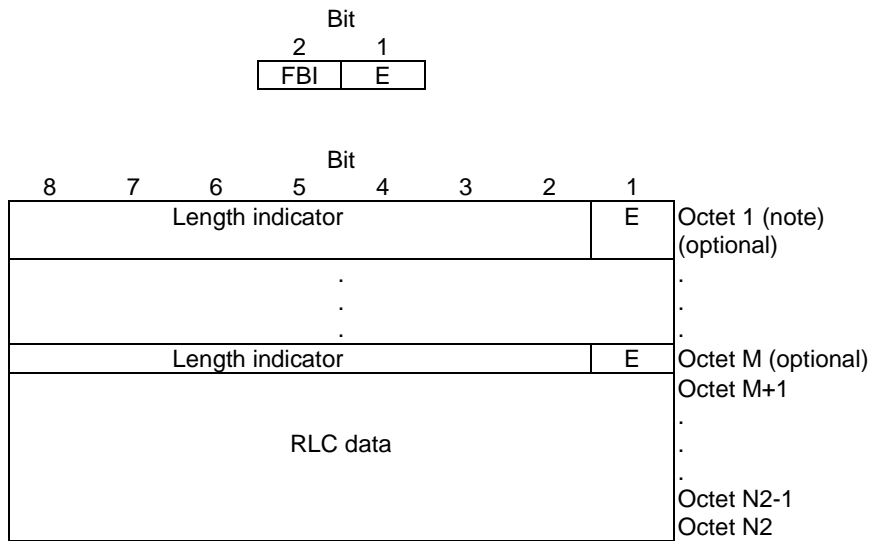 Bit
2 1
FBI E
Bit
8 7 6 5 4 3 2 1
Length indicator E Octet 1 (note)
(optional)
. .
. .
. .
Length indicator E Octet M (optional)
Octet M+1
.
RLC data .
.
Octet N2-1
Octet N2